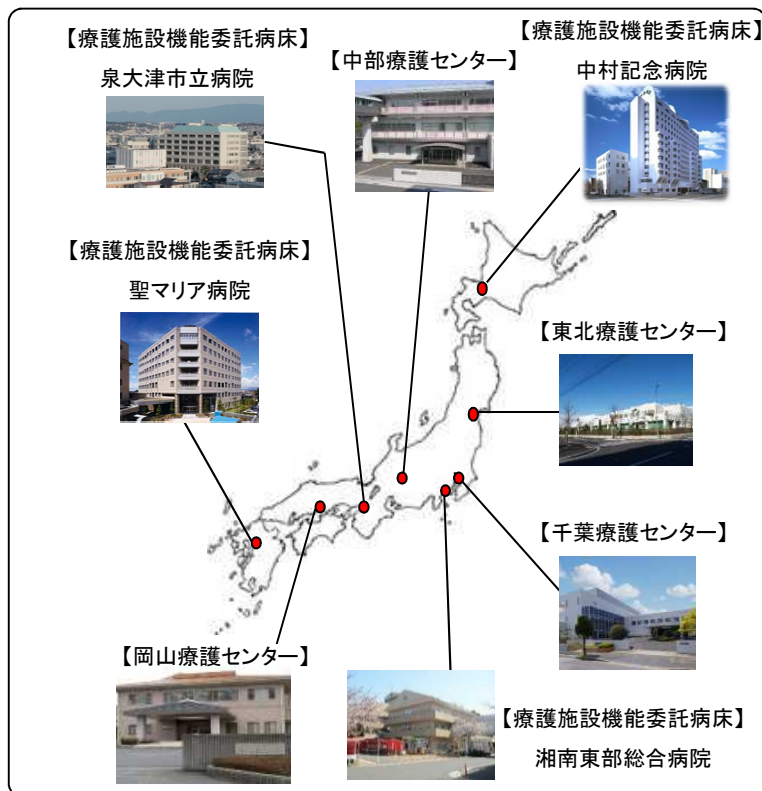 【療護施設機能委託病床】
泉大津市立病院
【中部療護センター】
【療護施設機能委託病床】
中村記念病院
【療護施設機能委託病床】
聖マリア病院
【東北療護センター】
【千葉療護センター】
【岡山療護センター】
【療護施設機能委託病床】
湘南東部総合病院